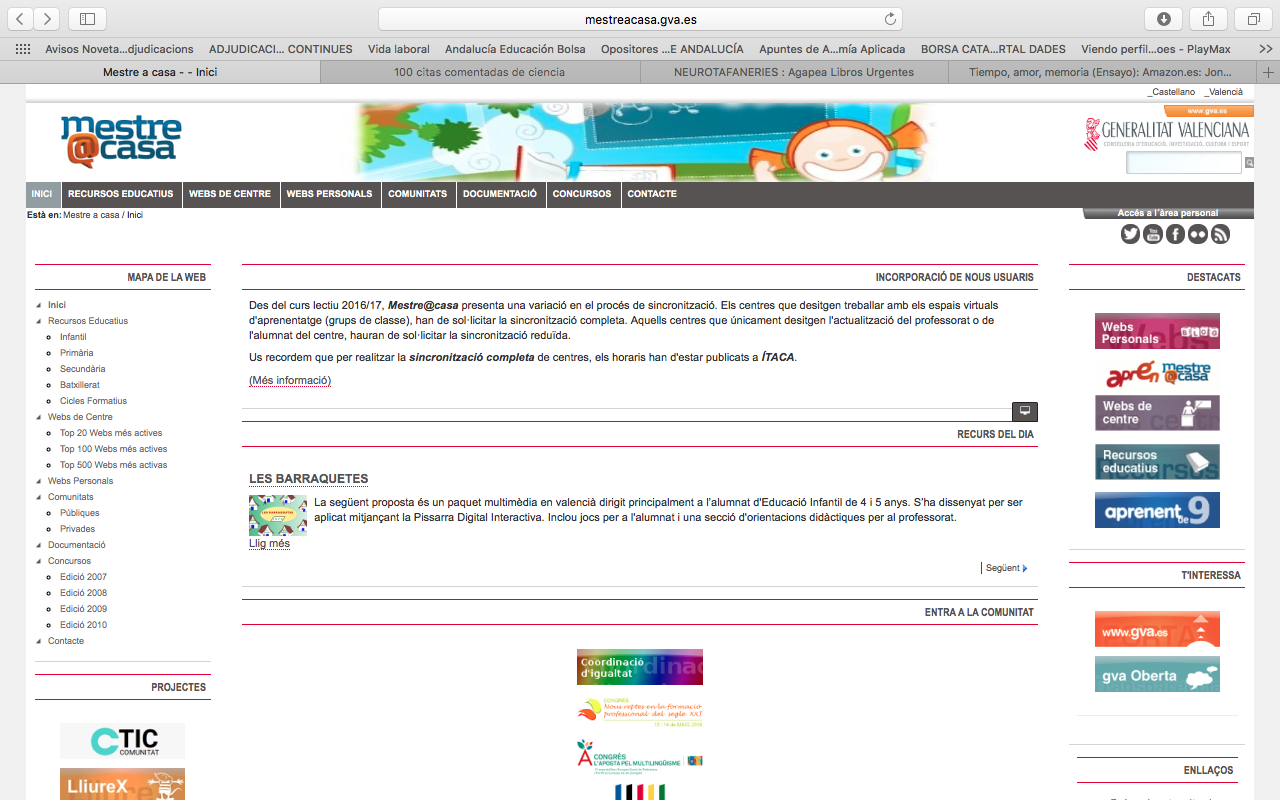 mestreacasa.gva.es
Avisos Noveta...djudicacions
ADJUDICACI... CONTINUES
Vida laboral
Andalucía Educación Bolsa
Opositores ...E ANDALUCÍA
Apuntes de A...mía Aplicada
BORSA CATA...RTAL DADES
Viendo perfil...oes - PlayMax
Mestre a casa - - Inici
100 citas comentadas de ciencia
NEUROTAFANERIES : Agapea Libros Urgentes
Tiempo, amor, memoria (Ensayo): Amazon.es: Jon...
_Castellano _Valencià
mestre
@casa
www.gva.es
GENERALITAT VALENCIANA
CONSELLERIA D'EDUCACIÓ, INVESTIGACIÓ, CULTURA I ESPORT
INICI
RECURSOS EDUCATIUS
WEBS DE CENTRE
WEBS PERSONALS
COMUNITATS
DOCUMENTACIÓ
CONCURSOS
CONTACTE
Està en: Mestre a casa / Inici
Accés a l'àrea personal
MAPA DE LA WEB
Inici
Recursos Educatius
Infantil
Primària
Secundària
Batxillerat
Cicles Formatius
Webs de Centre
Top 20 Webs més actives
Top 100 Webs més actives
Top 500 Webs més activas
Webs Personals
Comunitats
Públiques
Privades
Documentació
Concursos
Edició 2007
Edició 2008
Edició 2009
Edició 2010
Contacte
PROJECTES
CTIC
COMUNITAT
LliureX
INCORPORACIÓ DE NOUS USUARIS
Des del curs lectiu 2016/17, Mestre@casa presenta una variació en el procés de sincronització. Els centres que desitgen treballar amb els espais virtuals
d'aprenentatge (grups de classe), han de sol·licitar la sincronització completa. Aquells centres que únicament desitgen l'actualització del professorat o de
l'alumnat del centre, hauran de sol·licitar la sincronització reduïda.
Us recordem que per realitzar la sincronització completa de centres, els horaris han d'estar publicats a ÍTACA.
(Més informació)
RECURS DEL DIA
LES BARRAQUETES
La següent proposta és un paquet multimèdia en valencià dirigit principalment a l'alumnat d'Educació Infantil de 4 i 5 anys. S'ha dissenyat per ser
aplicat mitjançant la Pissarra Digital Interactiva. Inclou jocs per a l'alumnat i una secció d'orientacions didàctiques per al professorat.
Llig més
Següent
ENTRA A LA COMUNITAT
Coordinació
d'igualtat
CONGRÉS
Nous reptes en la formació
professional del segle XXI
CONGRÉS
L'APOSTA PEL MULTILINGÜISME
DESTACATS
Webs
Personals
BLOG
aprén mestre
@casa
Webs de
centre
Recursos
educatius
aprenent
de 9
T'INTERESSA
www.gva.es
gva Oberta
ENLLAÇOS